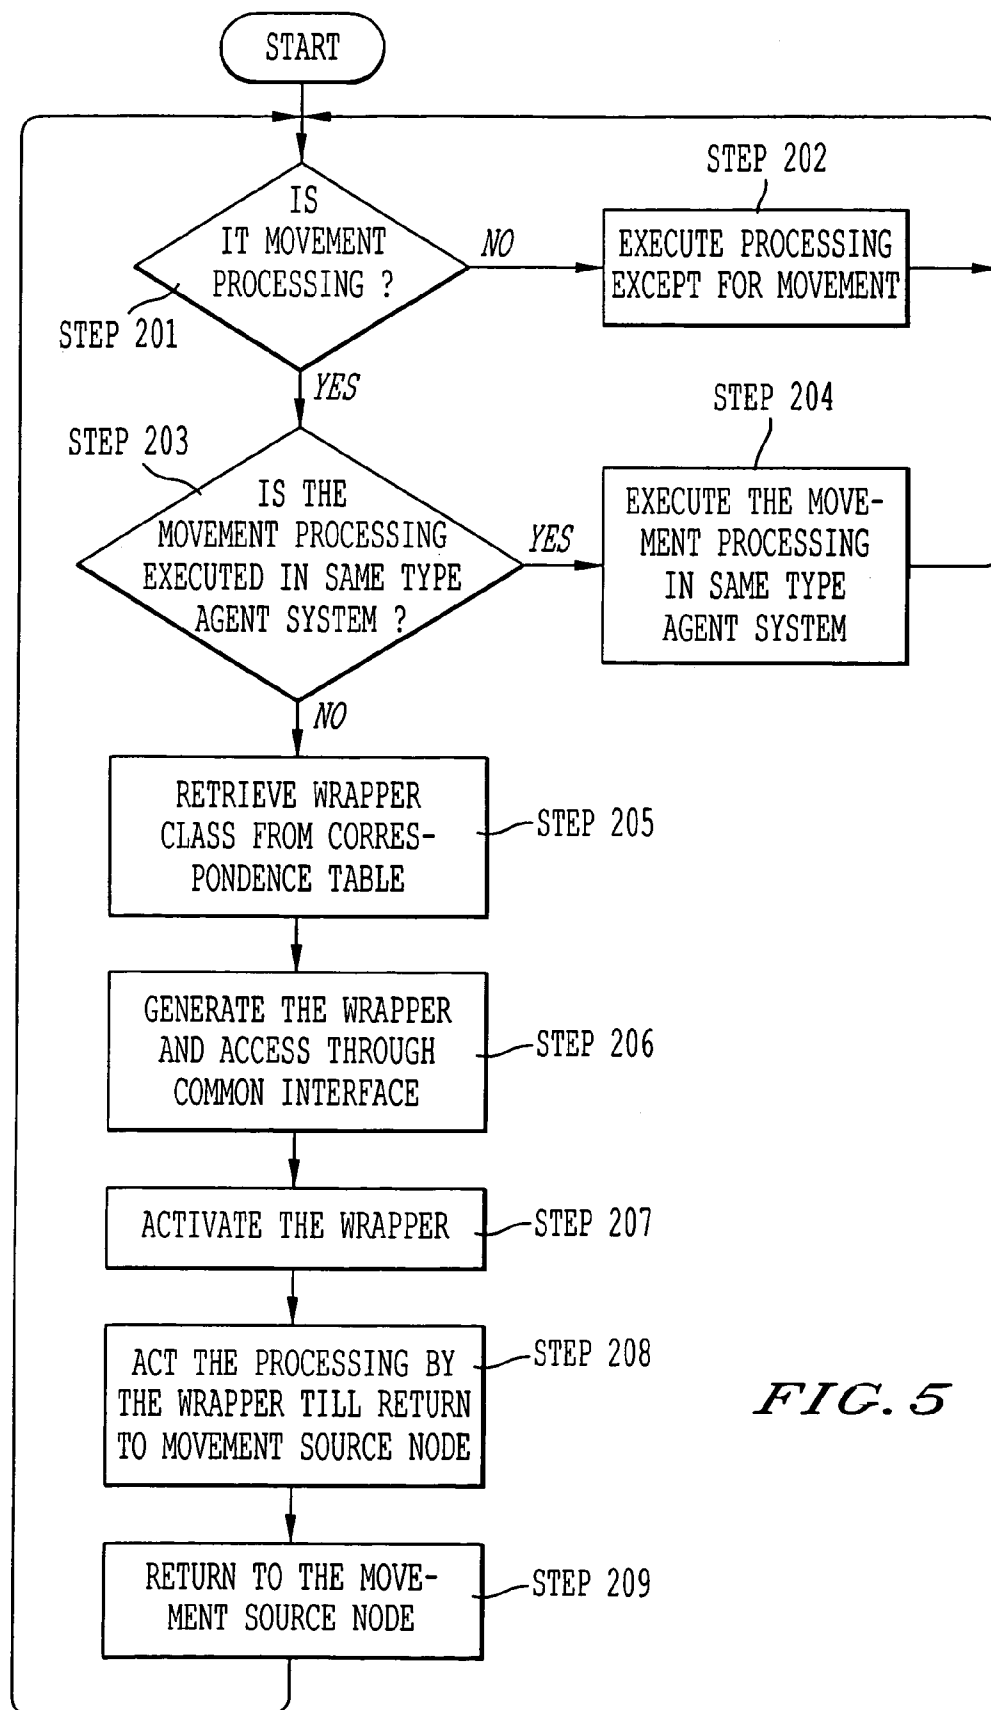 START
STEP 202
IS
IT MOVEMENT
PROCESSING ?
NO
EXECUTE PROCESSING
EXCEPT FOR MOVEMENT
STEP 201
YES
STEP 204
STEP 203
IS THE
MOVEMENT PROCESSING
EXECUTED IN SAME TYPE
AGENT SYSTEM ?
YES
EXECUTE THE MOVE-
MENT PROCESSING
IN SAME TYPE
AGENT SYSTEM
NO
RETRIEVE WRAPPER
CLASS FROM CORRES-
PONDENCE TABLE
STEP 205
GENERATE THE WRAPPER
AND ACCESS THROUGH
COMMON INTERFACE
STEP 206
ACTIVATE THE WRAPPER
STEP 207
ACT THE PROCESSING BY
THE WRAPPER TILL RETURN
TO MOVEMENT SOURCE NODE
STEP 208
FIG. 5
RETURN TO THE MOVE-
MENT SOURCE NODE
STEP 209